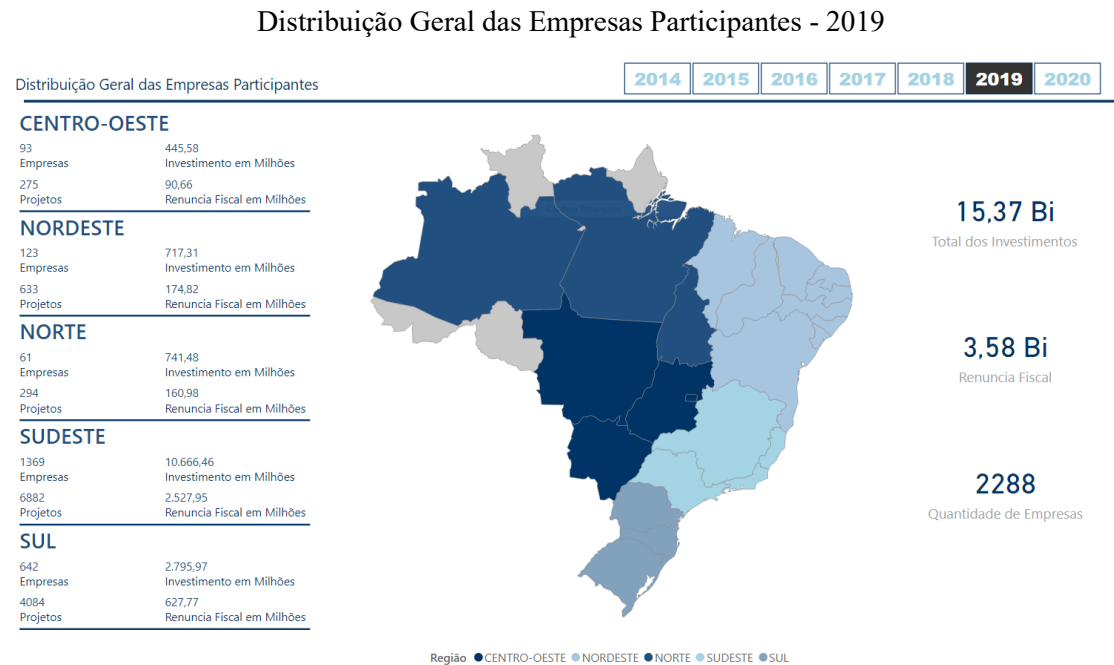 Distribuição Geral das Empresas Participantes - 2019
Distribuição Geral das Empresas Participantes
2014 2015 2016 2017 2018 2019 2020
CENTRO-OESTE
93 445,58
Empresas Investimento em Milhões
275 90,66
Projetos Renuncia Fiscal em Milhões
NORDESTE
123 717,31
Empresas Investimento em Milhões
633 174,82
Projetos Renuncia Fiscal em Milhões
NORTE
61 741,48
Empresas Investimento em Milhões
294 160,98
Projetos Renuncia Fiscal em Milhões
SUDESTE
1369 10.666,46
Empresas Investimento em Milhões
6882 2.527,95
Projetos Renuncia Fiscal em Milhões
SUL
642 2.795,97
Empresas Investimento em Milhões
4084 627,77
Projetos Renuncia Fiscal em Milhões
15,37 Bi
Total dos Investimentos
3,58 Bi
Renuncia Fiscal
2288
Quantidade de Empresas
Região CENTRO-OESTE NORDESTE NORTE SUDESTE SUL